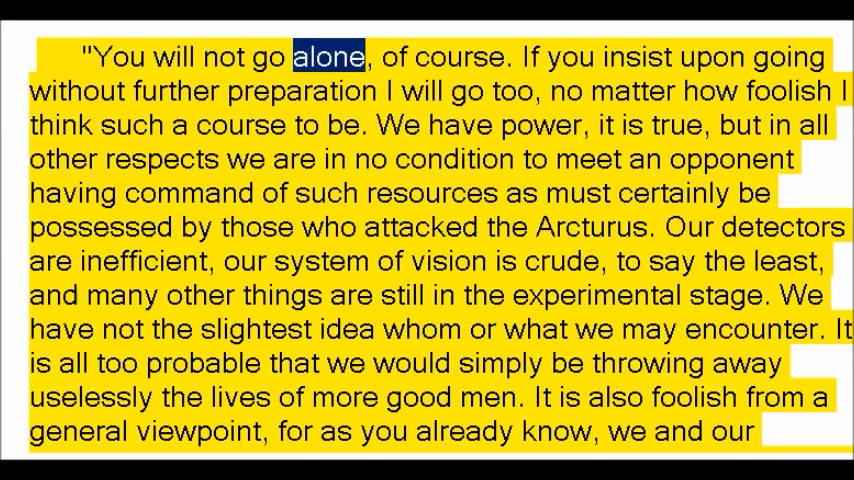 "You will not go alone, of course. If you insist upon going
without further preparation I will go too, no matter how foolish I
think such a course to be. We have power, it is true, but in all
other respects we are in no condition to meet an opponent
having command of such resources as must certainly be
possessed by those who attacked the Arcturus. Our detectors
are inefficient, our system of vision is crude, to say the least,
and many other things are still in the experimental stage. We
have not the slightest idea whom or what we may encounter. It
is all too probable that we would simply be throwing away
uselessly the lives of more good men. It is also foolish from a
general viewpoint, for as you already know, we and our